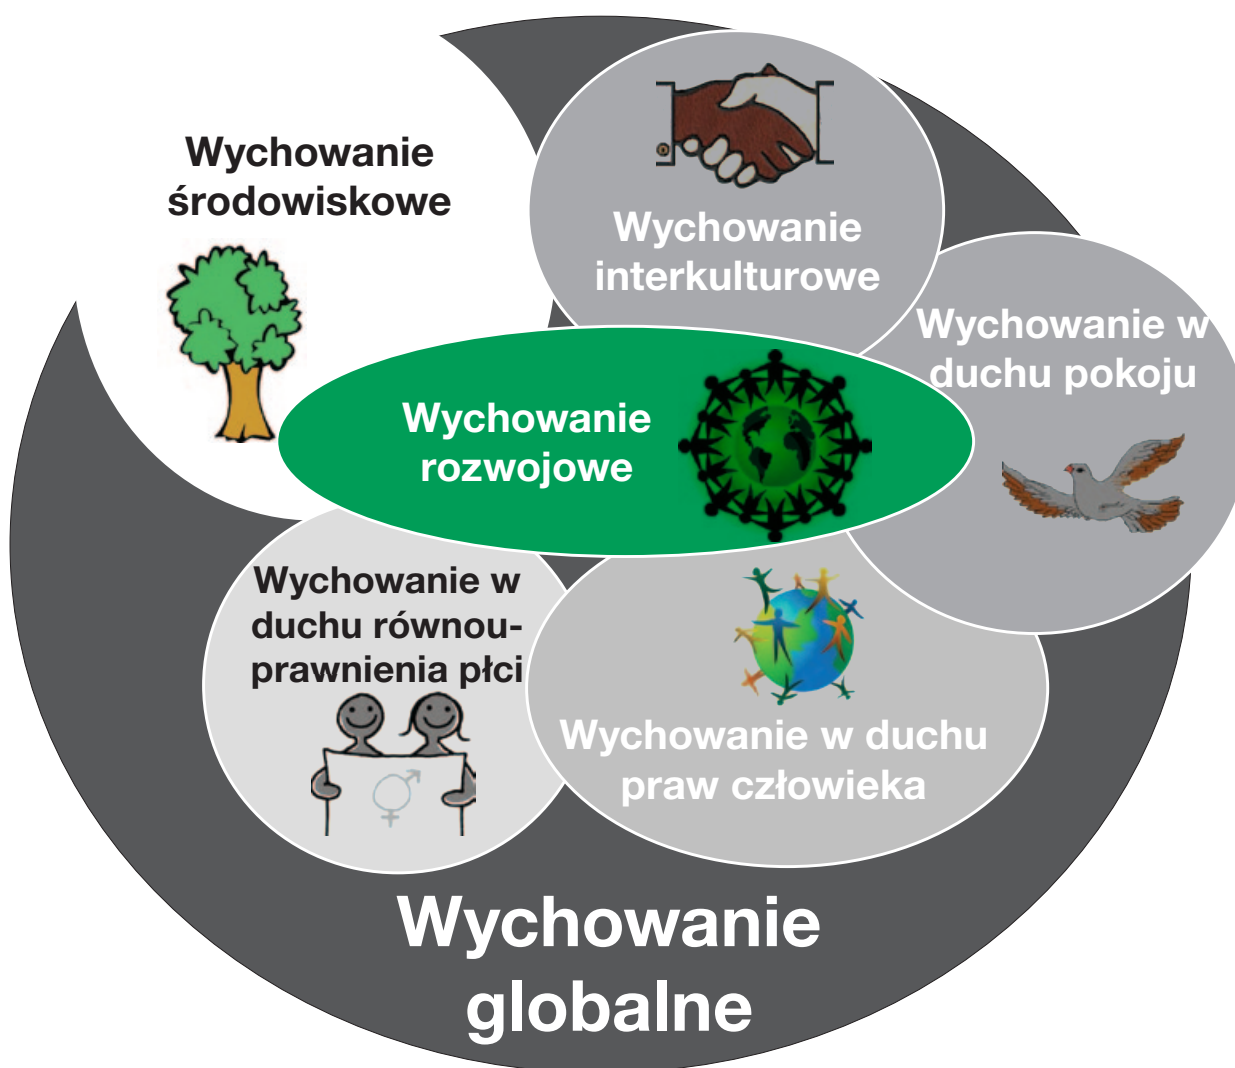 Wychowanie
środowiskowe
Wychowanie
interkulturowe
Wychowanie w
duchu pokoju
Wychowanie
rozwojowe
Wychowanie w
duchu równou-
prawnienia płci
Wychowanie w duchu
praw człowieka
Wychowanie
globalne